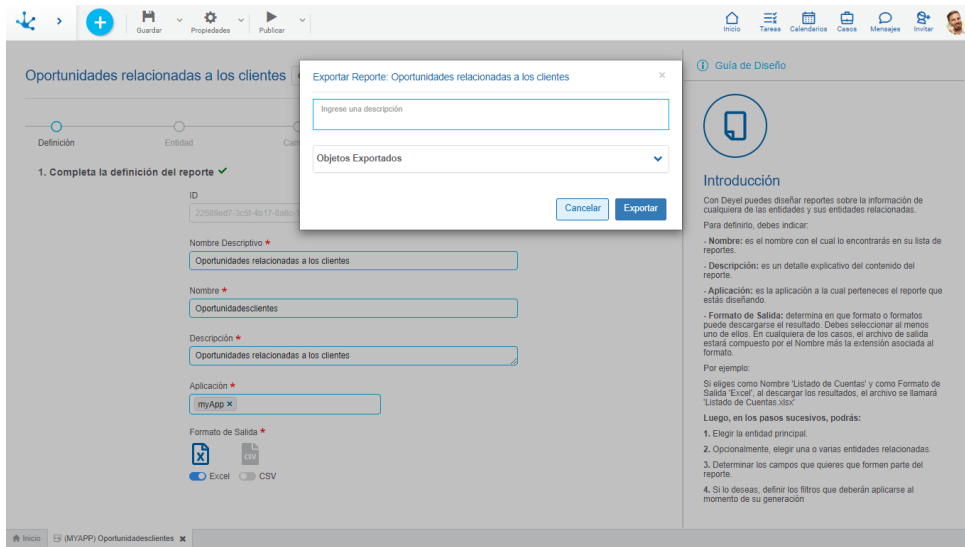 Guardar
Propiedades
Publicar
Inicio
Tareas
Calendarios
Casos
Mensajes
Invitar
Oportunidades relacionadas a los clientes
Definición
Entidad
1. Completa la definición del reporte
ID
Nombre Descriptivo *
Oportunidades relacionadas a los clientes
Nombre *
Oportunidadesclientes
Descripción *
Oportunidades relacionadas a los clientes
Aplicación *
myApp ×
Formato de Salida *
CSV
Excel
CSV
Exportar Reporte: Oportunidades relacionadas a los clientes
×
Ingrese una descripción
Objetos Exportados
Cancelar
Exportar
Guía de Diseño
Introducción
Con Deyel puedes diseñar reportes sobre la información de
cualquiera de las entidades y sus entidades relacionadas.
Para definirlo, debes indicar:
- Nombre: es el nombre con el cual lo encontrarás en su lista de
reportes.
- Descripción: es un detalle explicativo del contenido del
reporte.
- Aplicación: es la aplicación a la cual perteneces el reporte que
estás diseñando.
- Formato de Salida: determina en que formato o formatos
puede descargarse el resultado. Debes seleccionar al menos
uno de ellos. En cualquiera de los casos, el archivo de salida
estará compuesto por el Nombre más la extensión asociada al
formato.
Por ejemplo:
Si eliges como Nombre 'Listado de Cuentas' y como Formato de
Salida 'Excel', al descargar los resultados, el archivo se llamará
'Listado de Cuentas.xlsx'
Luego, en los pasos sucesivos, podrás:
1. Elegir la entidad principal.
2. Opcionalmente, elegir una o varias entidades relacionadas.
3. Determinar los campos que quieres que formen parte del
reporte.
4. Si lo deseas, definir los filtros que deberán aplicarse al
momento de su generación
Inicio
(MYAPP) Oportunidadesclientes ×